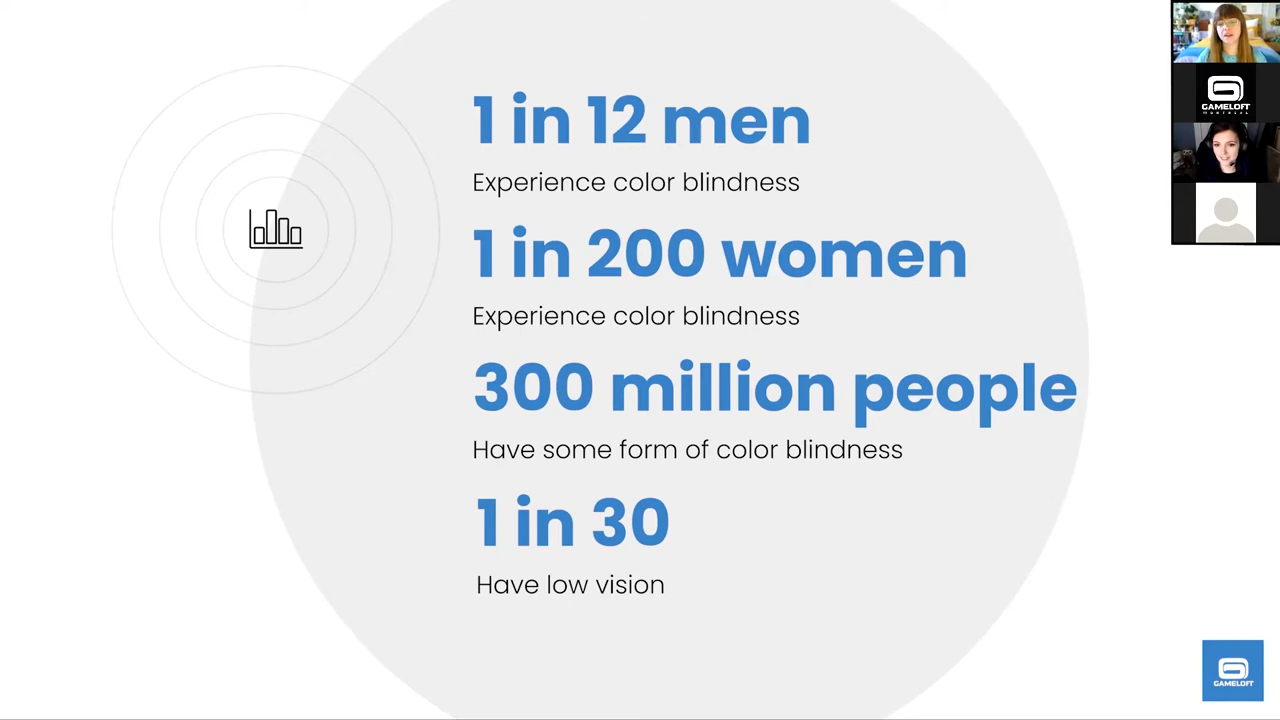 1 in 12 men
Experience color blindness
1 in 200 women
Experience color blindness
300 million people
Have some form of color blindness
1 in 30
Have low vision
GAMELOFT
MONTREAL
GAMELOFT